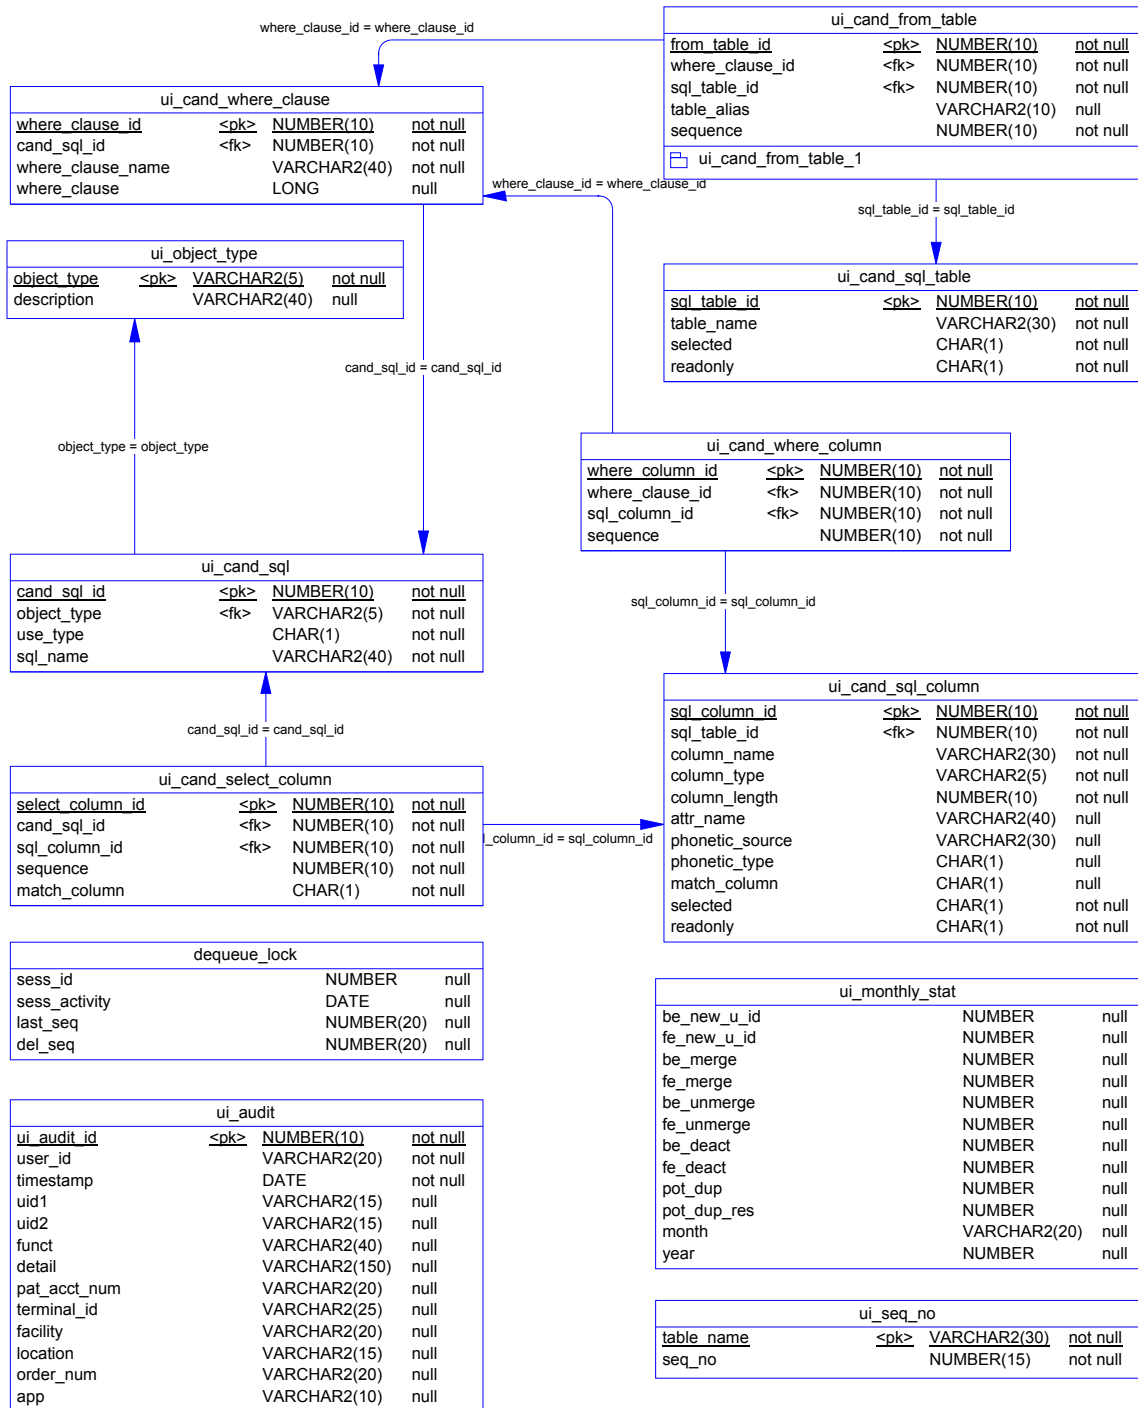 where_clause_id = where_clause_id
ui_cand_from_table
from_table_id <pk> NUMBER(10) not null
where_clause_id <fk> NUMBER(10) not null
sql_table_id <fk> NUMBER(10) not null
table_alias VARCHAR2(10) null
sequence NUMBER(10) not null
ui_cand_from_table_1
ui_cand_where_clause
where_clause_id <pk> NUMBER(10) not null
cand_sql_id <fk> NUMBER(10) not null
where_clause_name VARCHAR2(40) not null
where_clause LONG null
where_clause_id = where_clause_id
sql_table_id = sql_table_id
ui_object_type
object_type <pk> VARCHAR2(5) not null
description VARCHAR2(40) null
ui_cand_sql_table
sql_table_id <pk> NUMBER(10) not null
table_name VARCHAR2(30) not null
selected CHAR(1) not null
readonly CHAR(1) not null
cand_sql_id = cand_sql_id
object_type = object_type
ui_cand_where_column
where_column_id <pk> NUMBER(10) not null
where_clause_id <fk> NUMBER(10) not null
sql_column_id <fk> NUMBER(10) not null
sequence NUMBER(10) not null
ui_cand_sql
cand_sql_id <pk> NUMBER(10) not null
object_type <fk> VARCHAR2(5) not null
use_type CHAR(1) not null
sql_name VARCHAR2(40) not null
sql_column_id = sql_column_id
cand_sql_id = cand_sql_id
ui_cand_sql_column
sql_column_id <pk> NUMBER(10) not null
sql_table_id <fk> NUMBER(10) not null
column_name VARCHAR2(30) not null
column_type VARCHAR2(5) not null
column_length NUMBER(10) not null
attr_name VARCHAR2(40) null
phonetic_source VARCHAR2(30) null
phonetic_type CHAR(1) null
match_column CHAR(1) null
selected CHAR(1) not null
readonly CHAR(1) not null
ui_cand_select_column
select_column_id <pk> NUMBER(10) not null
cand_sql_id <fk> NUMBER(10) not null
sql_column_id <fk> NUMBER(10) not null
sequence NUMBER(10) not null
match_column CHAR(1) not null
l_column_id = sql_column_id
dequeue_lock
sess_id NUMBER null
sess_activity DATE null
last_seq NUMBER(20) null
del_seq NUMBER(20) null
ui_monthly_stat
be_new_u_id NUMBER null
fe_new_u_id NUMBER null
be_merge NUMBER null
fe_merge NUMBER null
be_unmerge NUMBER null
fe_unmerge NUMBER null
be_deact NUMBER null
fe_deact NUMBER null
pot_dup NUMBER null
pot_dup_res NUMBER null
month VARCHAR2(20) null
year NUMBER null
ui_audit
ui_audit_id <pk> NUMBER(10) not null
user_id VARCHAR2(20) not null
timestamp DATE not null
uid1 VARCHAR2(15) null
uid2 VARCHAR2(15) null
funct VARCHAR2(40) null
detail VARCHAR2(150) null
pat_acct_num VARCHAR2(20) null
terminal_id VARCHAR2(25) null
facility VARCHAR2(20) null
location VARCHAR2(15) null
order_num VARCHAR2(20) null
app VARCHAR2(10) null
ui_seq_no
table_name <pk> VARCHAR2(30) not null
seq_no NUMBER(15) not null